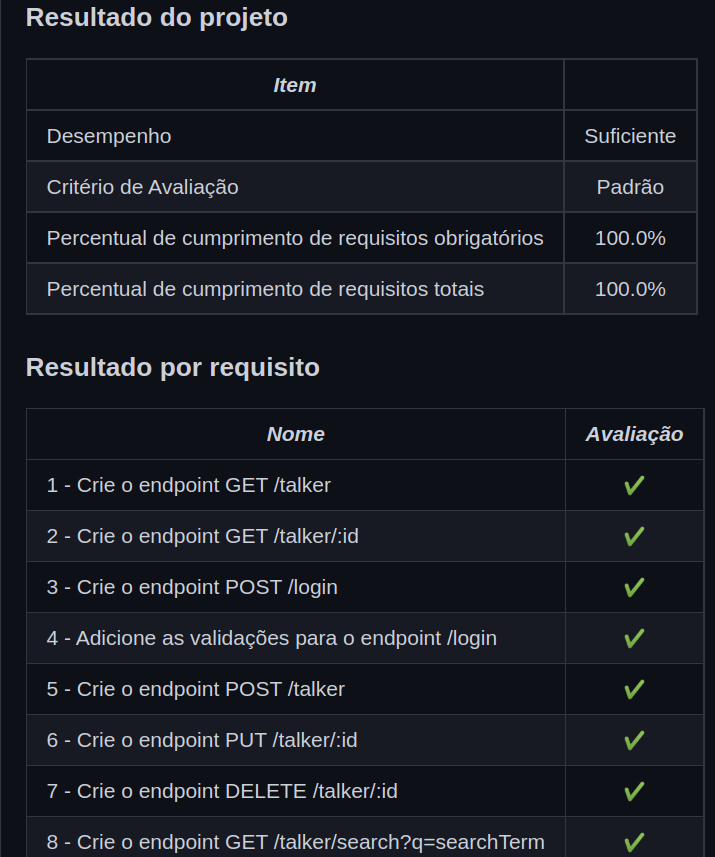 Resultado do projeto
Item
Desempenho Suficiente
Critério de Avaliação Padrão
Percentual de cumprimento de requisitos obrigatórios 100.0%
Percentual de cumprimento de requisitos totais 100.0%
Resultado por requisito
Nome Avaliação
1 - Crie o endpoint GET /talker ✔
2 - Crie o endpoint GET /talker/:id ✔
3 - Crie o endpoint POST /login ✔
4 - Adicione as validações para o endpoint /login ✔
5 - Crie o endpoint POST /talker ✔
6 - Crie o endpoint PUT /talker/:id ✔
7 - Crie o endpoint DELETE /talker/:id ✔
8 - Crie o endpoint GET /talker/search?q=searchTerm ✔